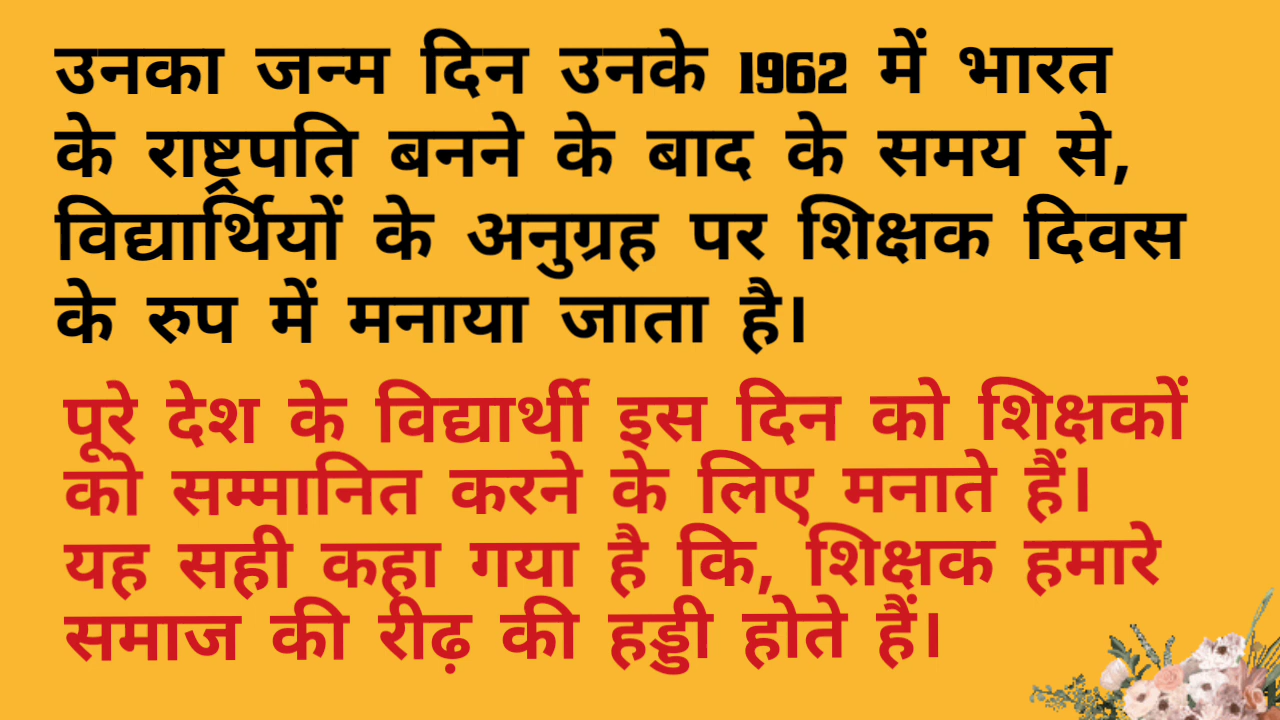 उनका जन्म दिन उनके 1962 में भारत
के राष्ट्रपति बनने के बाद के समय से,
विद्यार्थियों के अनुग्रह पर शिक्षक दिवस
के रुप में मनाया जाता है।
पूरे देश के विद्यार्थी इस दिन को शिक्षकों
को सम्मानित करने के लिए मनाते हैं।
यह सही कहा गया है कि, शिक्षक हमारे
समाज की रीढ़ की हड्डी होते हैं।